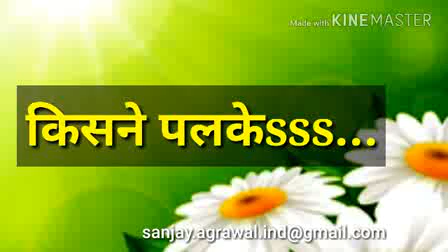 Made with KINEMASTER
किसने पलकेsss...
sanjay.agrawal.ind@gmail.com